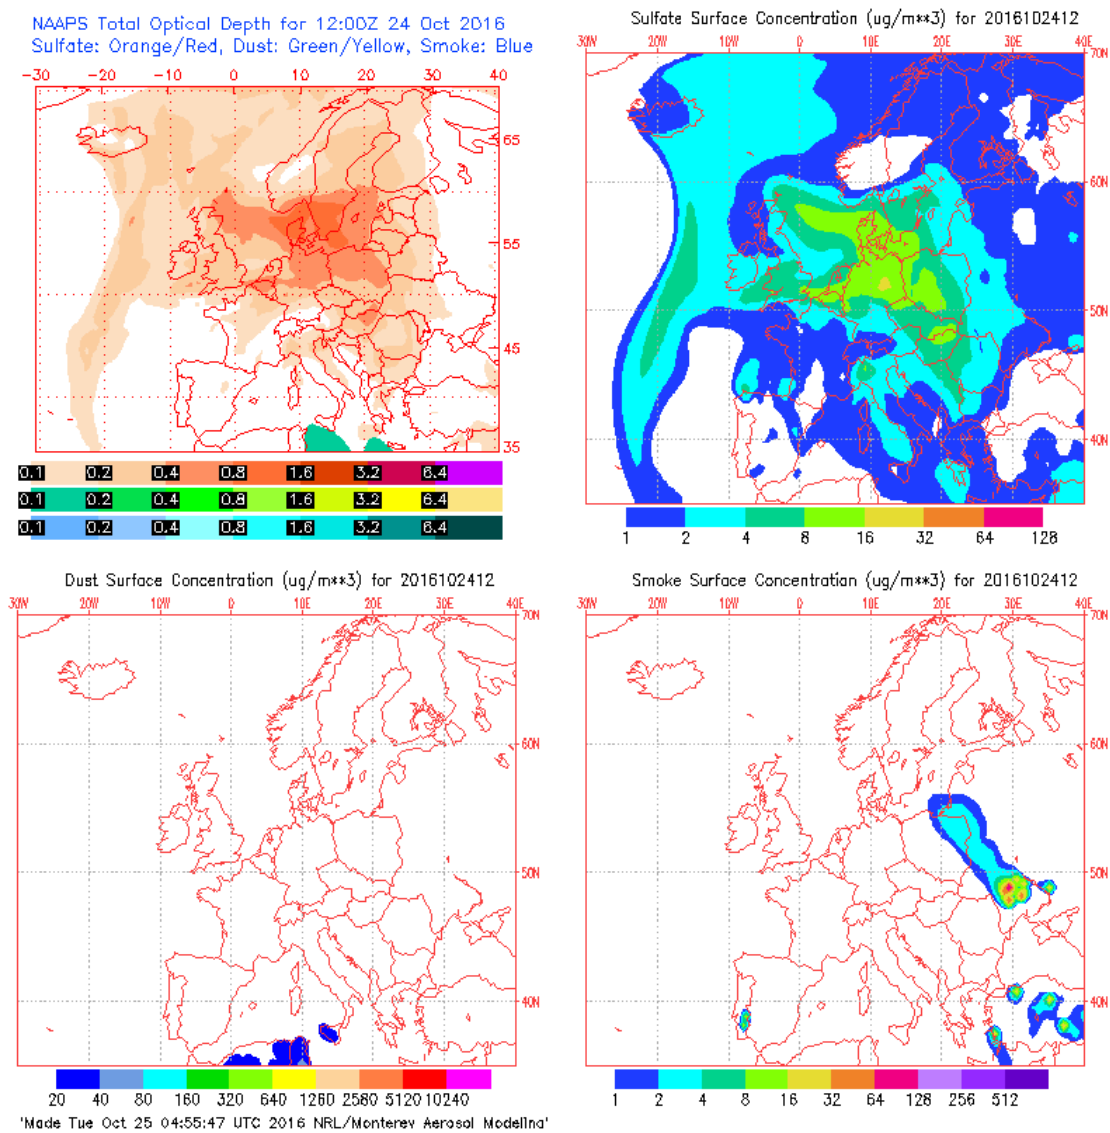 NAAPS Total Optical Depth for 12:00Z 24 Oct 2016
Sulfate: Orange/Red, Dust: Green/Yellow, Smoke: Blue
-30 -20 -10 0 10 20 30 40
65
55
45
35
0.1 0.2 0.4 0.8 1.6 3.2 6.4
0.1 0.2 0.4 0.8 1.6 3.2 6.4
0.1 0.2 0.4 0.8 1.6 3.2 6.4
Sulfate Surface Concentration (ug/m**3) for 2016102412
30W 20W 10W 0 10E 20E 30E 40E
70N
60N
50N
40N
1 2 4 8 16 32 64 128
Dust Surface Concentration (ug/m**3) for 2016102412
30W 20W 10W 0 10E 20E 30E 40E
70N
60N
50N
40N
20 40 80 160 320 640 1260 2580 5120 10240
Smoke Surface Concentration (ug/m**3) for 2016102412
30W 20W 10W 0 10E 20E 30E 40E
70N
60N
50N
40N
1 2 4 8 16 32 64 128 256 512
'Made Tue Oct 25 04:55:47 UTC 2016 NRL/Monterey Aerosol Modeling'